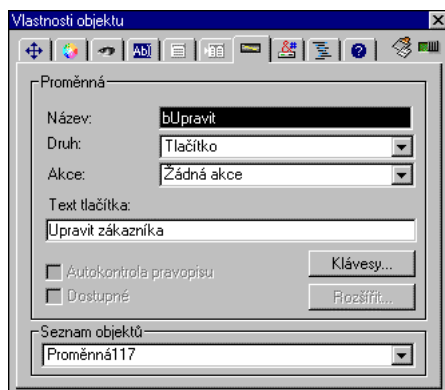 Vlastnosti objektu
Proměnná
Název: bUpravit
Druh: Tlačítko
Akce: Žádná akce
Text tlačítka:
Upravit zákazníka
Klávesy...
Autokontrola pravopisu
Dostupné Rozšířit...
Seznam objektů
Proměnná117